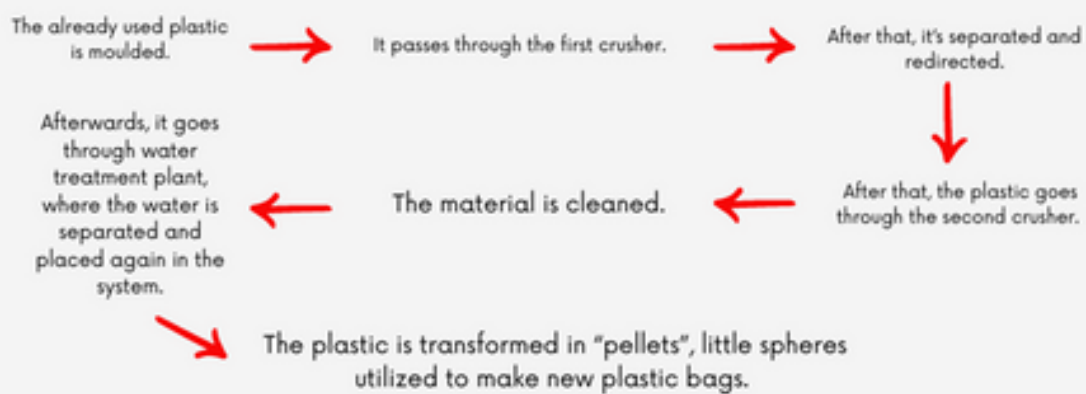 The already used plastic
is moulded.
It passes through the first crusher.
After that, it's separated and
redirected.
After that, the plastic goes
through the second crusher.
The material is cleaned.
Afterwards, it goes
through water
treatment plant,
where the water is
separated and
placed again in the
system.
The plastic is transformed in “pellets”, little spheres
utilized to make new plastic bags.